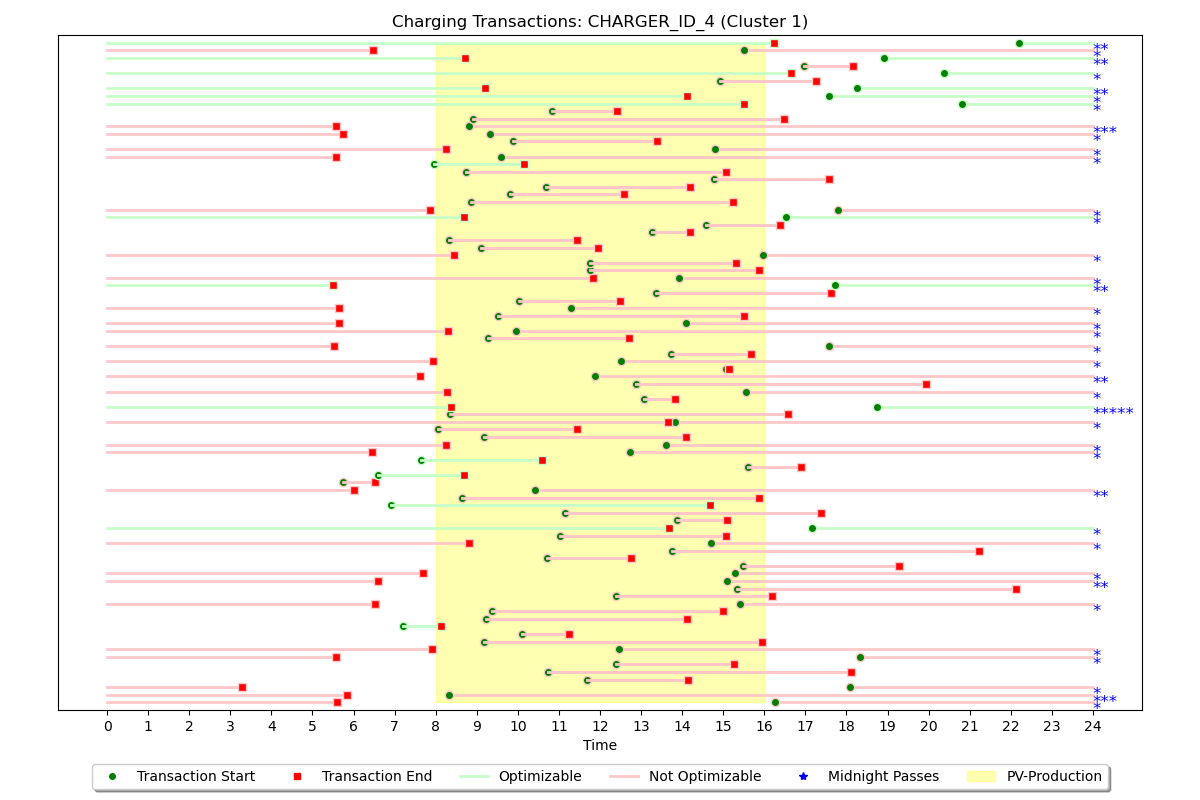 Charging Transactions: CHARGER_ID_4 (Cluster 1)
0 1 2 3 4 5 6 7 8 9 10 11 12 13 14 15 16 17 18 19 20 21 22 23 24
Time
Transaction Start Transaction End Optimizable Not Optimizable Midnight Passes PV-Production